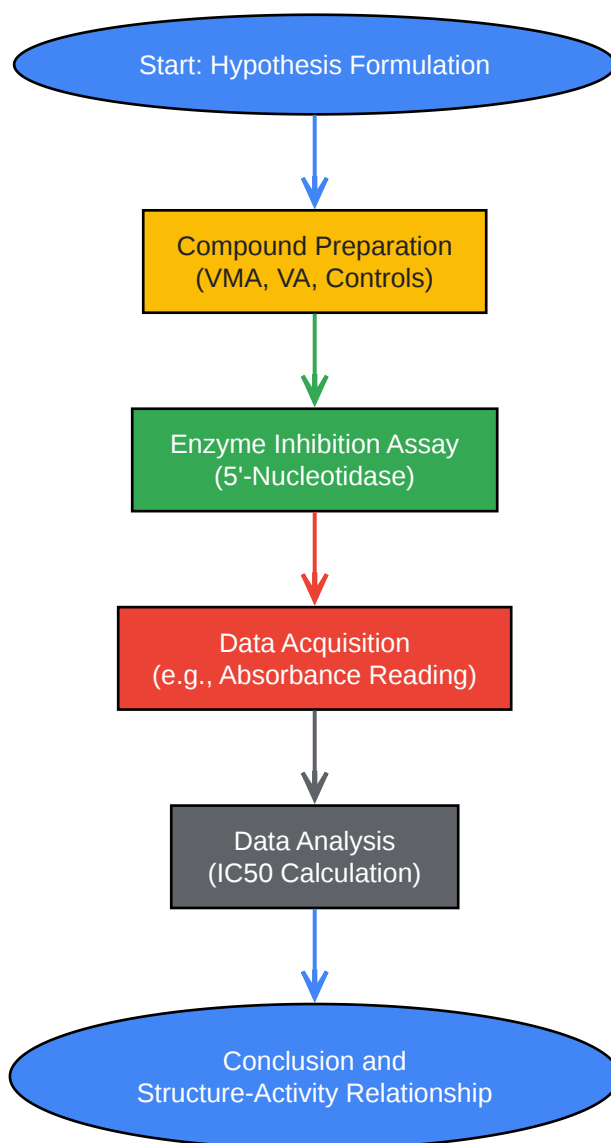 Start: Hypothesis Formulation
Compound Preparation
(VMA, VA, Controls)
Enzyme Inhibition Assay
(5'-Nucleotidase)
Data Acquisition
(e.g., Absorbance Reading)
Data Analysis
(IC50 Calculation)
Conclusion and
Structure-Activity Relationship